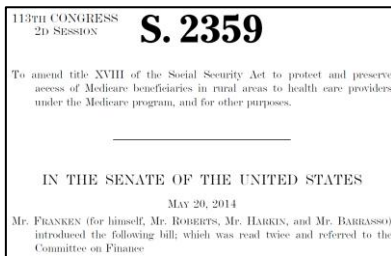 113TH CONGRESS
2D SESSION
S. 2359
To amend title XVIII of the Social Security Act to protect and preserve
access of Medicare beneficiaries in rural areas to health care providers
under the Medicare program, and for other purposes.
IN THE SENATE OF THE UNITED STATES
MAY 20, 2014
Mr. FRANKEN (for himself, Mr. ROBERTS, Mr. HARKIN, and Mr. BARRASSO)
introduced the following bill; which was read twice and referred to the
Committee on Finance